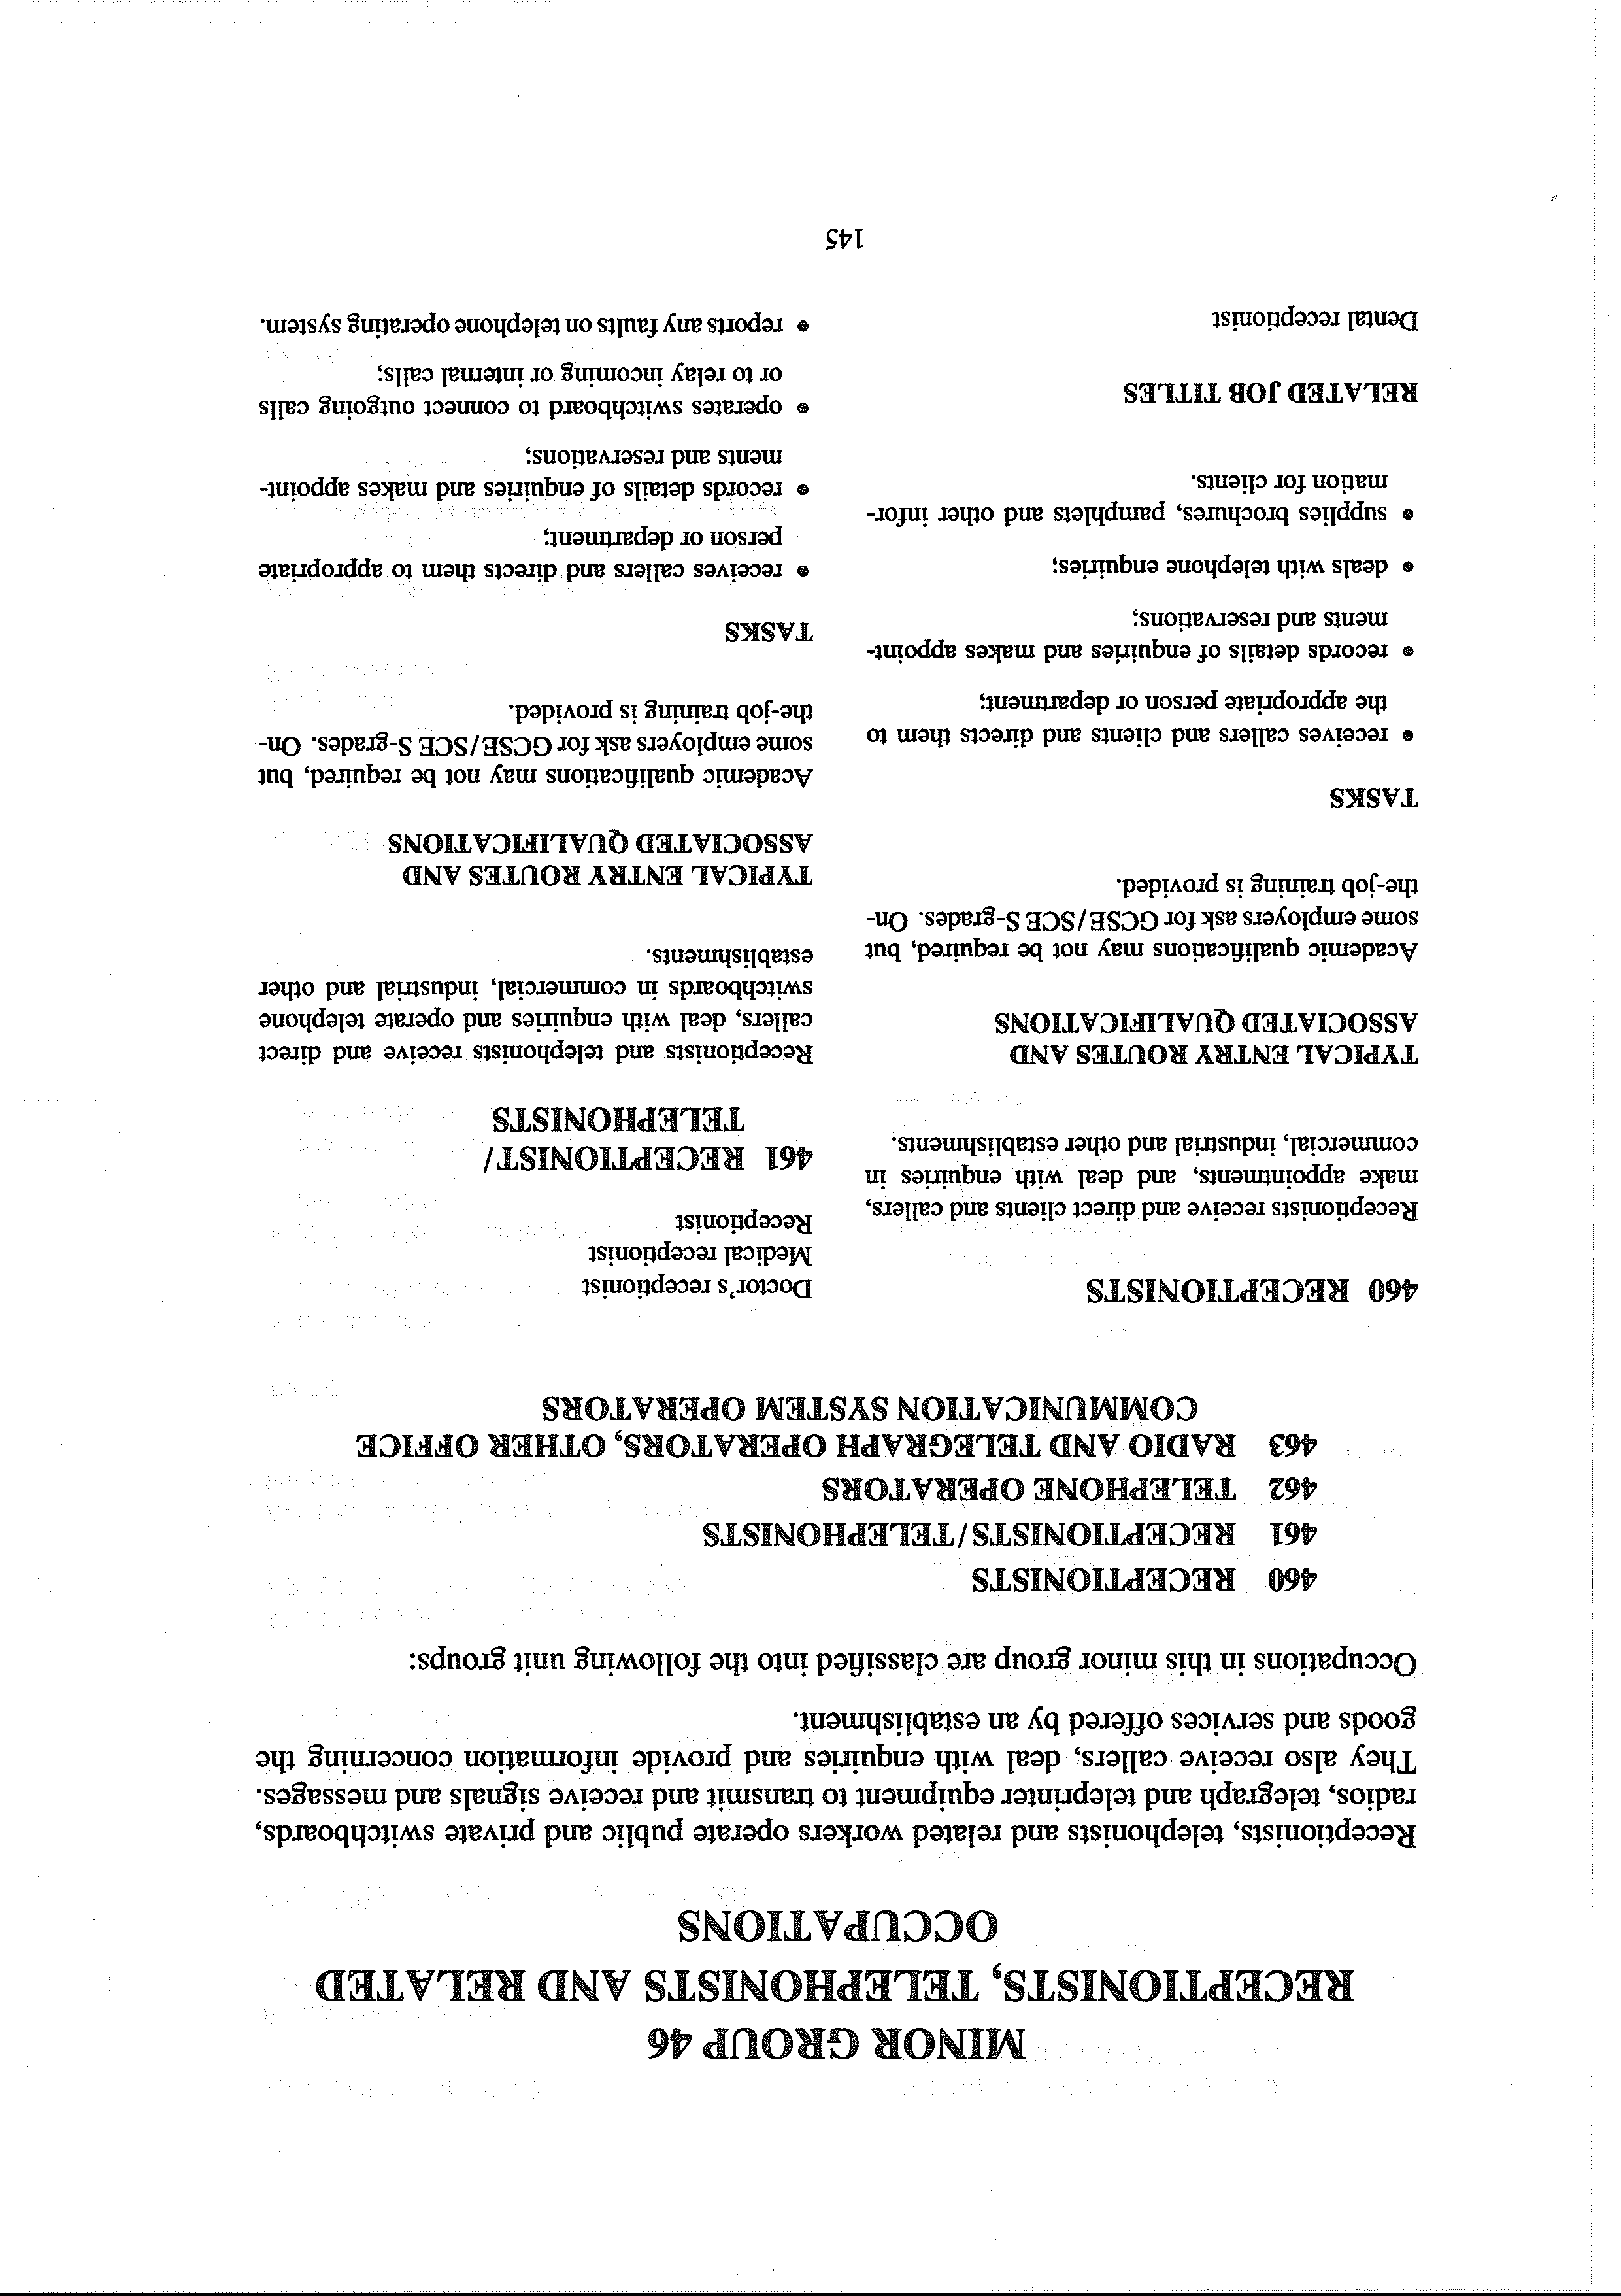 MINOR GROUP 46
RECEPTIONISTS, TELEPHONISTS AND RELATED
OCCUPATIONS
Receptionists, telephonists and related workers operate public and private switchboards,
radios, telegraph and teleprinter equipment to transmit and receive signals and messages.
They also receive callers, deal with enquiries and provide information concerning the
goods and services offered by an establishment.
Occupations in this minor group are classified into the following unit groups:
460 RECEPTIONISTS
461 RECEPTIONISTS/TELEPHONISTS
462 TELEPHONE OPERATORS
463 RADIO AND TELEGRAPH OPERATORS, OTHER OFFICE
COMMUNICATION SYSTEM OPERATORS
460 RECEPTIONISTS
Receptionists receive and direct clients and callers,
make appointments, and deal with enquiries in
commercial, industrial and other establishments.
TYPICAL ENTRY ROUTES AND
ASSOCIATED QUALIFICATIONS
Academic qualifications may not be required, but
some employers ask for GCSE/SCE S-grades. On-
the-job training is provided.
TASKS
• receives callers and clients and directs them to
the appropriate person or department;
• records details of enquiries and makes appoint-
ments and reservations;
• deals with telephone enquiries;
• supplies brochures, pamphlets and other infor-
mation for clients.
RELATED JOB TITLES
Dental receptionist
Doctor's receptionist
Medical receptionist
Receptionist
461 RECEPTIONIST/
TELEPHONISTS
Receptionists and telephonists receive and direct
callers, deal with enquiries and operate telephone
switchboards in commercial, industrial and other
establishments.
TYPICAL ENTRY ROUTES AND
ASSOCIATED QUALIFICATIONS
Academic qualifications may not be required, but
some employers ask for GCSE/SCE S-grades. On-
the-job training is provided.
TASKS
• receives callers and directs them to appropriate
person or department;
• records details of enquiries and makes appoint-
ments and reservations;
• operates switchboard to connect outgoing calls
or to relay incoming or internal calls;
• reports any faults on telephone operating system.
145